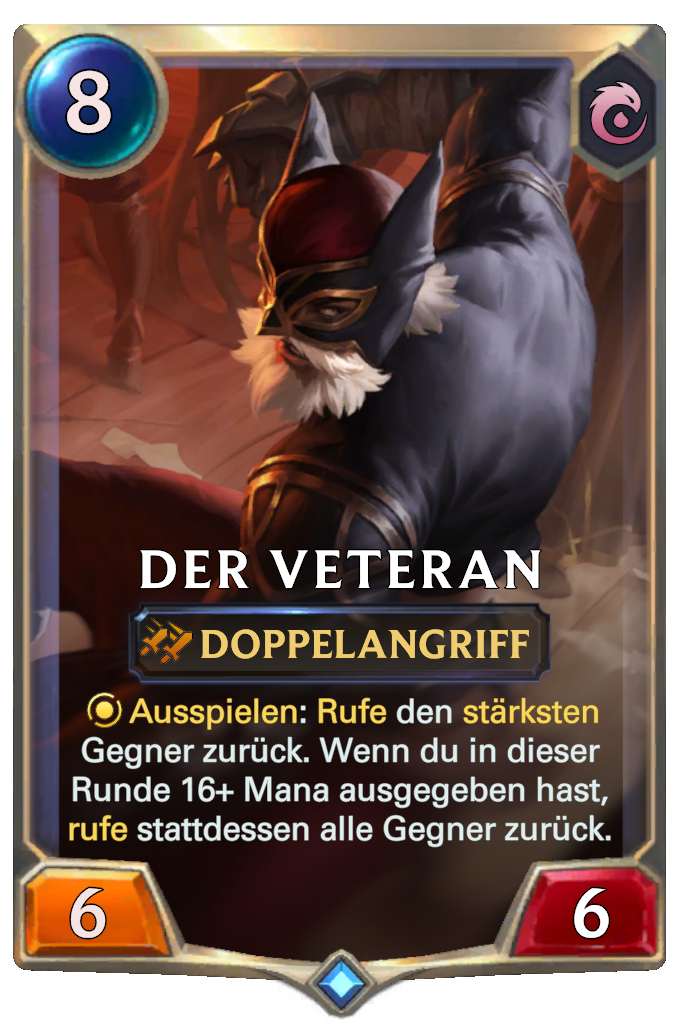 8
DER VETERAN
DOPPELANGRIFF
Ausspielen: Rufe den stärksten
Gegner zurück. Wenn du in dieser
Runde 16+ Mana ausgegeben hast,
rufe stattdessen alle Gegner zurück.
6 6